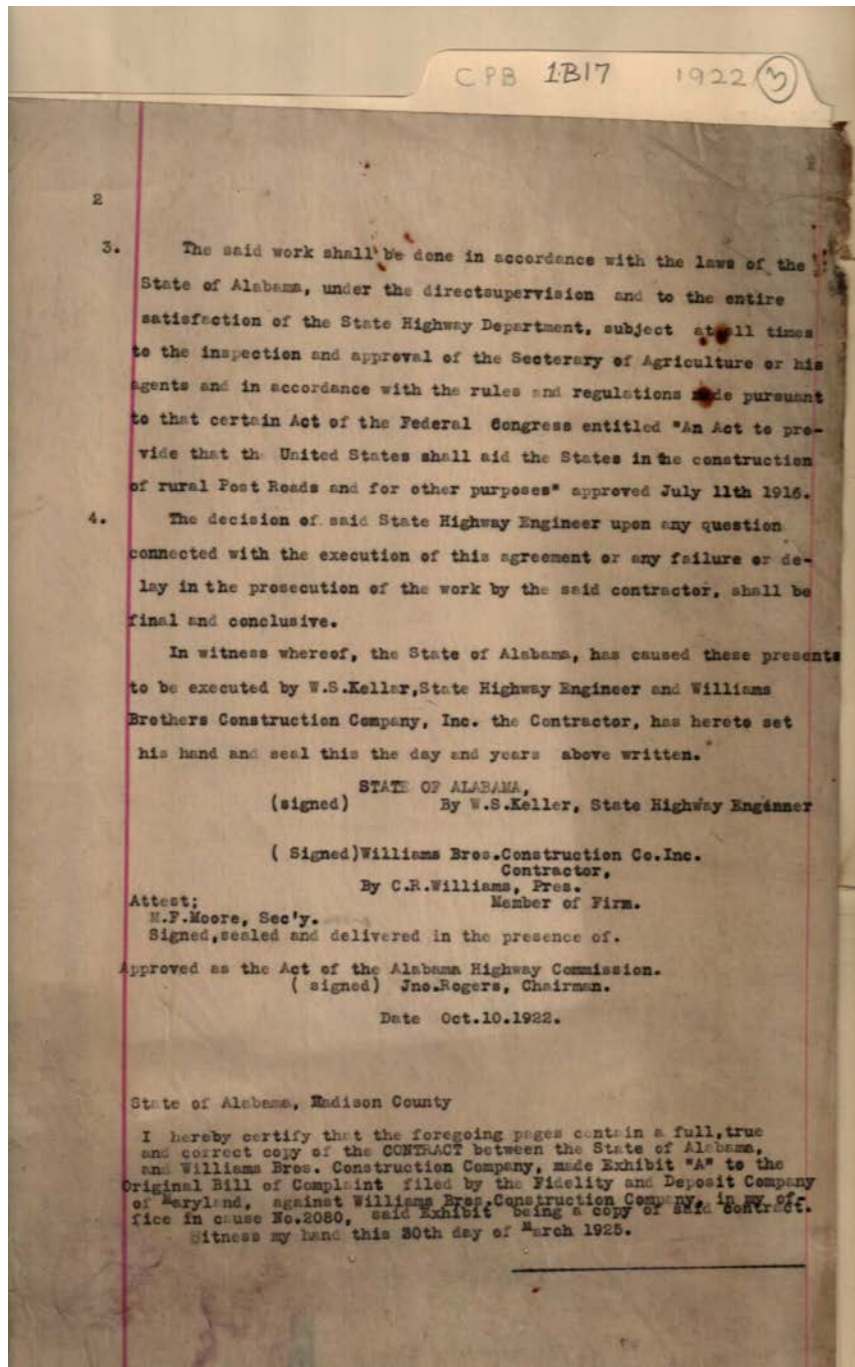 CPB 1B17 1922 3
2
3. The said work shall be done in accordance with the laws of the
State of Alabama, under the directsupervision and to the entire
satisfaction of the State Highway Department, subject at all times
to the inspection and approval of the Secterary of Agriculture or his
agents and in accordance with the rules and regulations made pursuant
to that certain Act of the Federal Congress entitled "An Act to pro-
vide that th United States shall aid the States in the construction
of rural Post Roads and for other purposes" approved July 11th 1916.
4. The decision of said State Highway Engineer upon any question
connected with the execution of this agreement or any failure or de-
lay in the prosecution of the work by the said contractor, shall be
final and conclusive.
In witness whereof, the State of Alabama, has caused these presents
to be executed by W.S.Kellar,State Highway Engineer and Williams
Brothers Construction Company, Inc. the Contractor, has hereto set
his hand and seal this the day and years above written.
STATE OF ALABAMA,
(signed) By W.S.Keller, State Highway Enginner
( Signed)Williams Bros.Construction Co.Inc.
Contractor,
By C.R.Williams, Pres.
Attest; Member of Firm.
M.F.Moore, Sec'y.
Signed,sealed and delivered in the presence of.
Approved as the Act of the Alabama Highway Commission.
( signed) Jno.Rogers, Chairman.
Date Oct.10.1922.
State of Alabama, Madison County
I hereby certify that the foregoing pages contain a full,true
and correct copy of the CONTRACT between the State of Alabama,
and Williams Bros. Construction Company, made Exhibit "A" to the
Original Bill of Complaint filed by the Fidelity and Deposit Company
of Maryland, against Williams Bros.Construction Company, in my of-
fice in cause No.2080, said Exhibit being a copy of said contract.
Witness my hand this 30th day of March 1925.